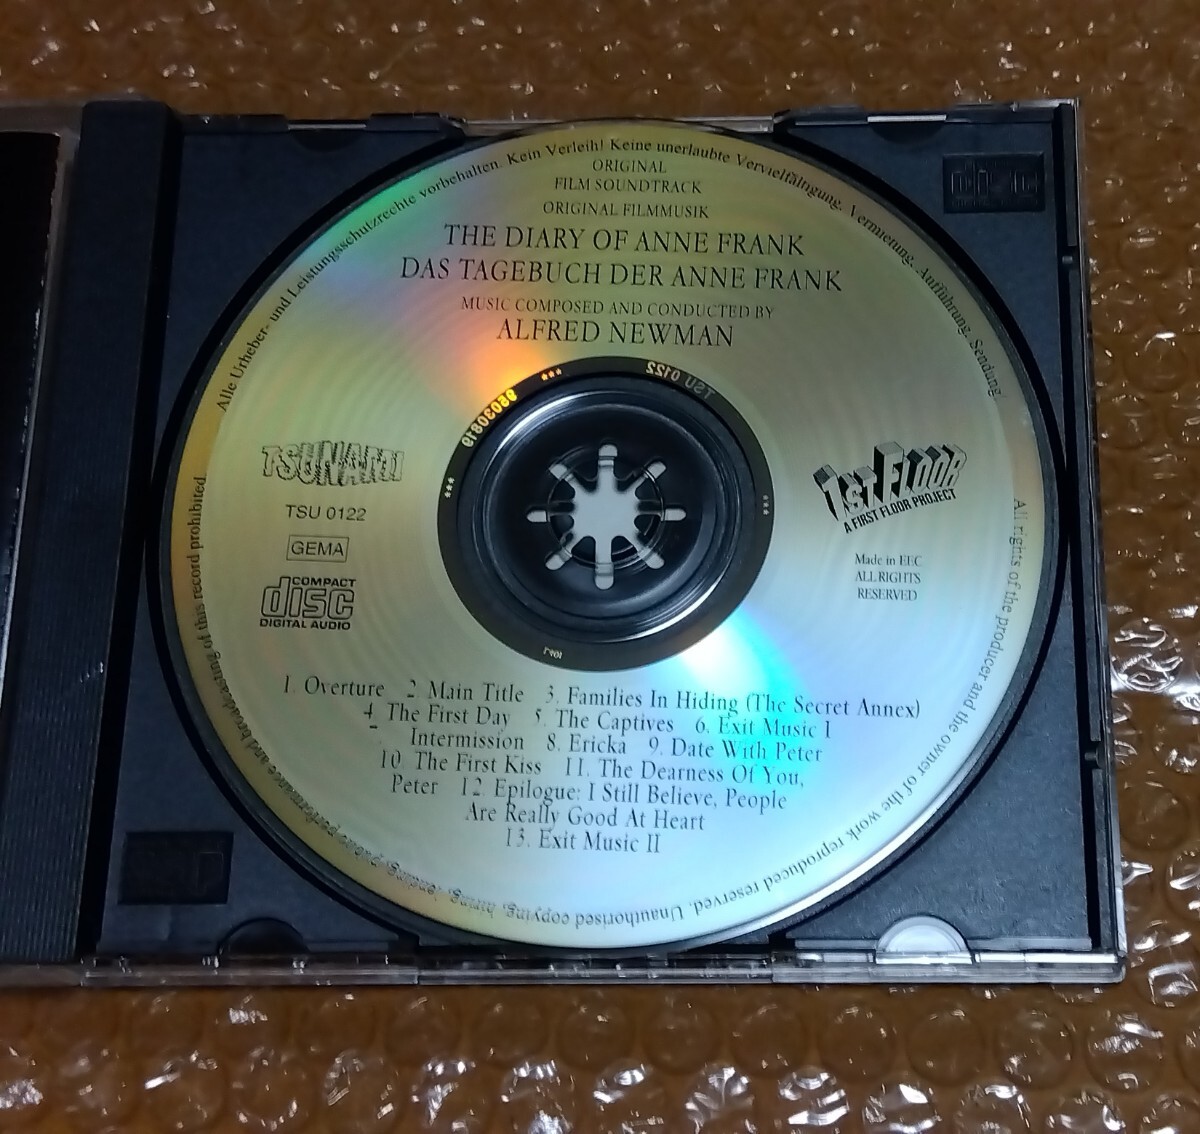 Alle Urheber- und Leistungsschutzrechte vorbehalten. Kein Verleih! Keine unerlaubte Vervielfältigung, Vermietung, Aufführung, Sendung!
ORIGINAL
FILM SOUNDTRACK
ORIGINAL FILMMUSIK
THE DIARY OF ANNE FRANK
DAS TAGEBUCH DER ANNE FRANK
MUSIC COMPOSED AND CONDUCTED BY
ALFRED NEWMAN
TSU 0122
TSUNAMI
TSU 0122
GEMA
COMPACT
disc
DIGITAL AUDIO
1ST FLOOR
A FIRST FLOOR PROJECT
Made in EEC
ALL RIGHTS
RESERVED
1. Overture 2. Main Title 3. Families In Hiding (The Secret Annex)
4. The First Day 5. The Captives 6. Exit Music I
Intermission 8. Ericka 9. Date With Peter
10. The First Kiss 11. The Dearness Of You,
Peter 12. Epilogue: I Still Believe, People
Are Really Good At Heart
13. Exit Music II
All rights of the producer and the owner of the work reproduced reserved. Unauthorised copying, hiring, lending, public performance and broadcasting of this record prohibited